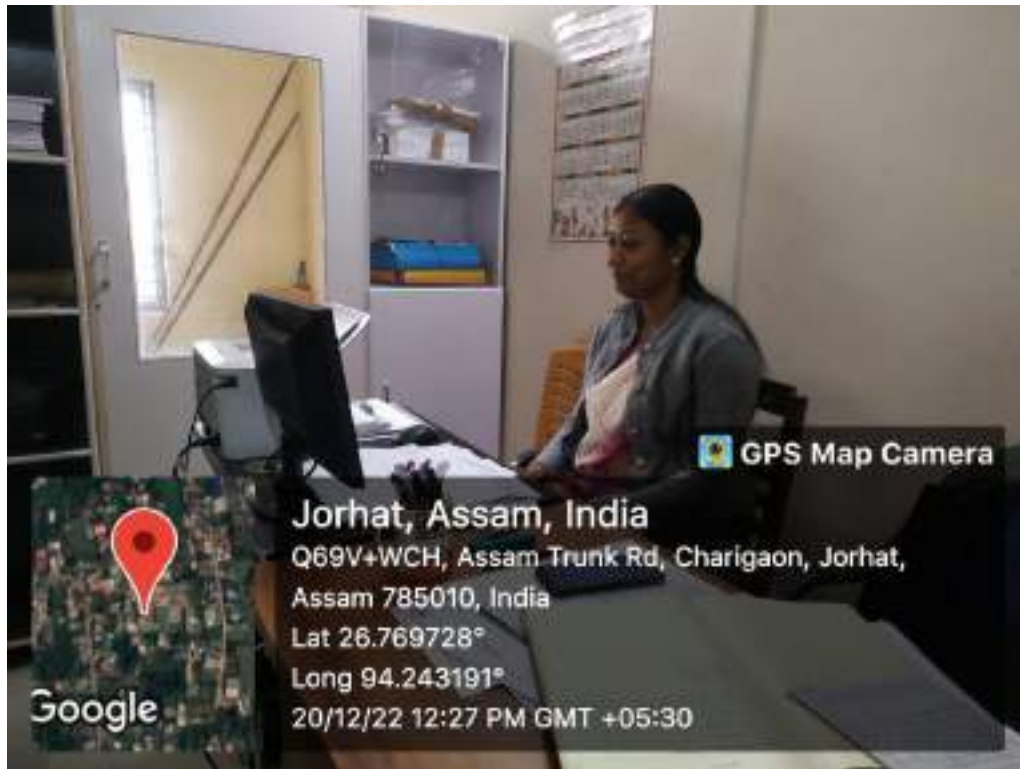 GPS Map Camera
Jorhat, Assam, India
Q69V+WCH, Assam Trunk Rd, Charigaon, Jorhat,
Assam 785010, India
Lat 26.769728°
Long 94.243191°
20/12/22 12:27 PM GMT +05:30
Google